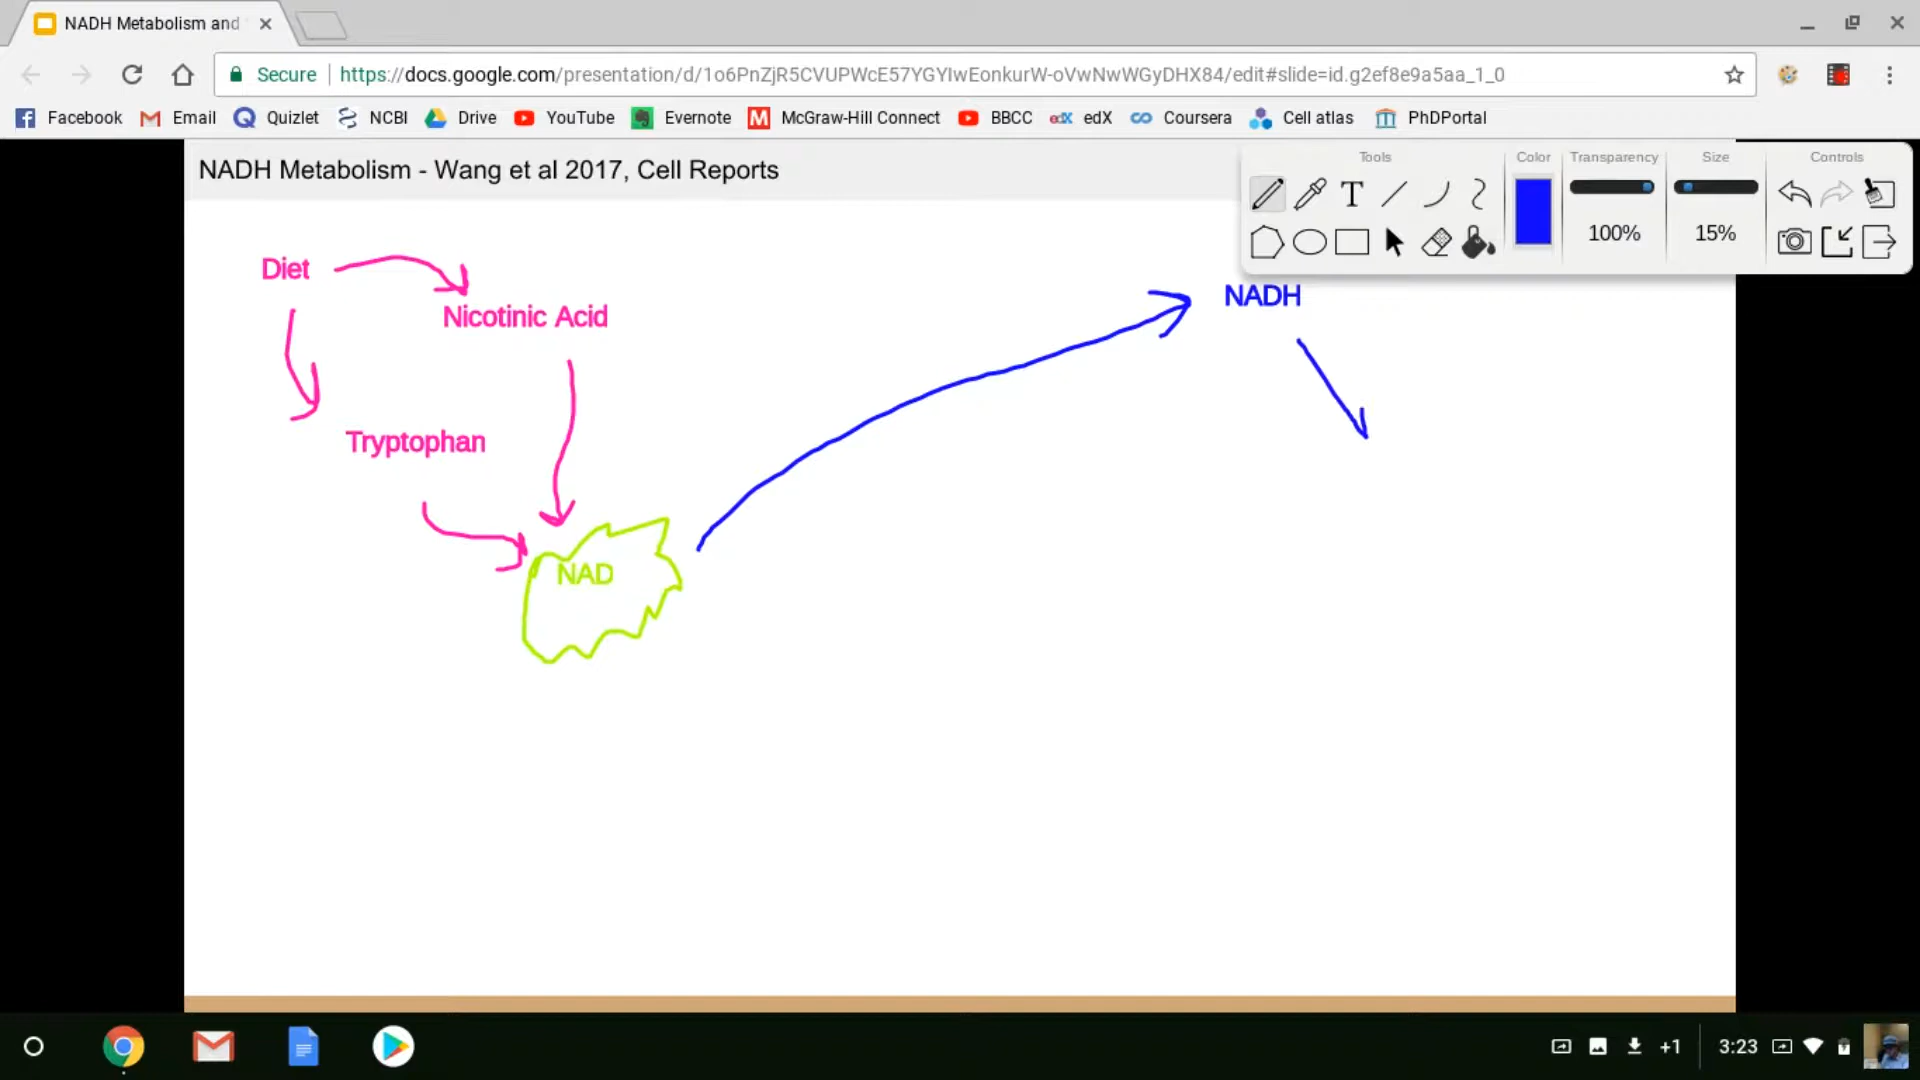 NADH Metabolism and
Secure https://docs.google.com/presentation/d/1o6PnZjR5CVUPWcE57YGYIwEonkurW-oVwNwWGyDHX84/edit#slide=id.g2ef8e9a5aa_1_0
Facebook Email Quizlet NCBI Drive YouTube Evernote McGraw-Hill Connect BBCC edX Coursera Cell atlas PhDPortal
NADH Metabolism - Wang et al 2017, Cell Reports
Tools Color Transparency Size Controls
T
100% 15%
Diet
NADH
Nicotinic Acid
Tryptophan
NAD
+1 3:23